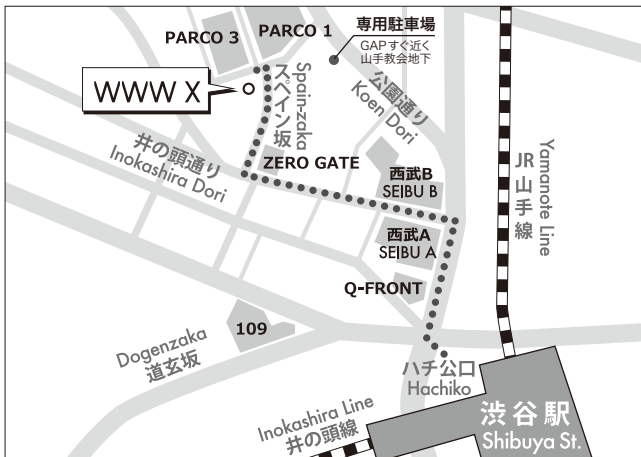 PARCO 3
PARCO 1
専用駐車場
GAPすぐ近く
山手教会地下
WWW X
Spain-zaka
スペイン坂
公園通り
Koen Dori
井の頭通り
Inokashira Dori
ZERO GATE
西武B
SEIBU B
Yamanote Line
JR山手線
西武A
SEIBU A
Q-FRONT
109
Dogenzaka
道玄坂
ハチ公口
Hachiko
Inokashira Line
井の頭線
渋谷駅
Shibuya St.